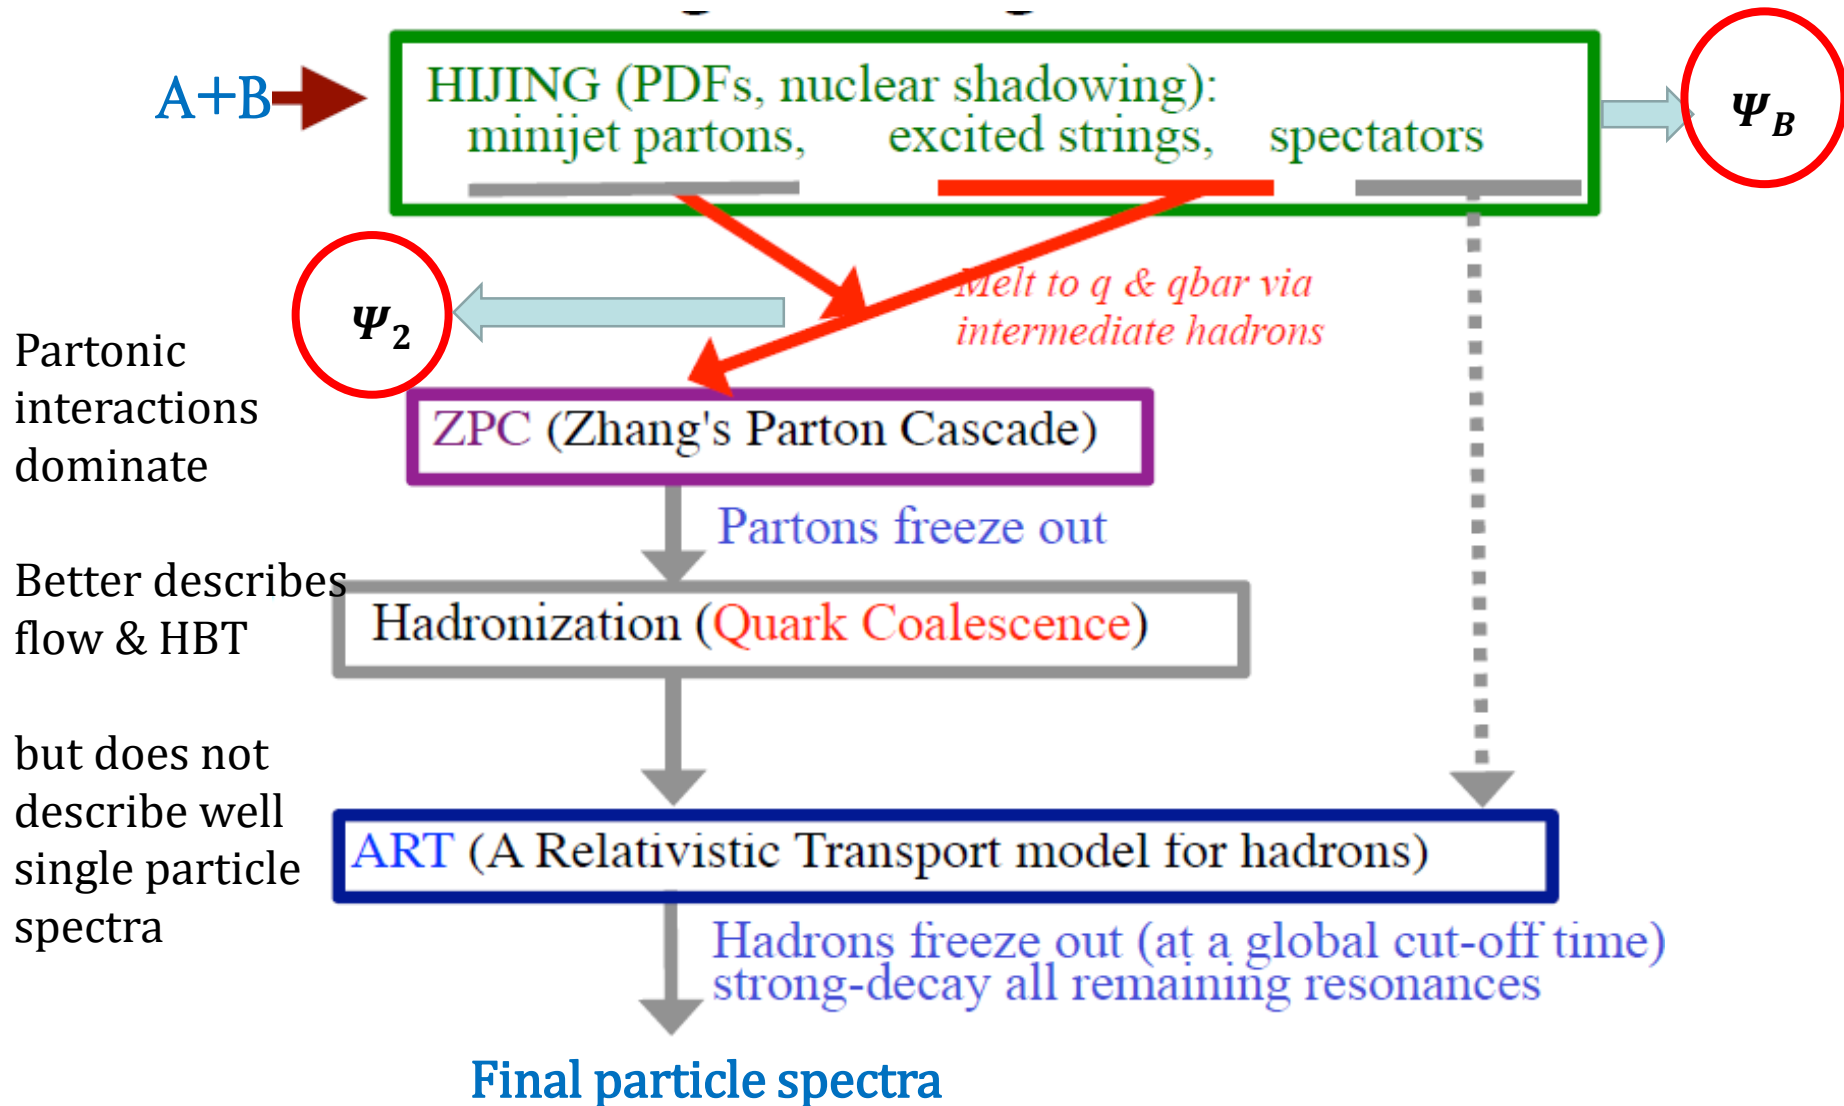 A+B
HIJING (PDFs, nuclear shadowing):
minijet partons, excited strings, spectators
Ψ_B
Melt to q & qbar via
intermediate hadrons
Ψ_2
Partonic
interactions
dominate
ZPC (Zhang's Parton Cascade)
Partons freeze out
Better describes
flow & HBT
Hadronization (Quark Coalescence)
but does not
describe well
single particle
spectra
ART (A Relativistic Transport model for hadrons)
Hadrons freeze out (at a global cut-off time)
strong-decay all remaining resonances
Final particle spectra